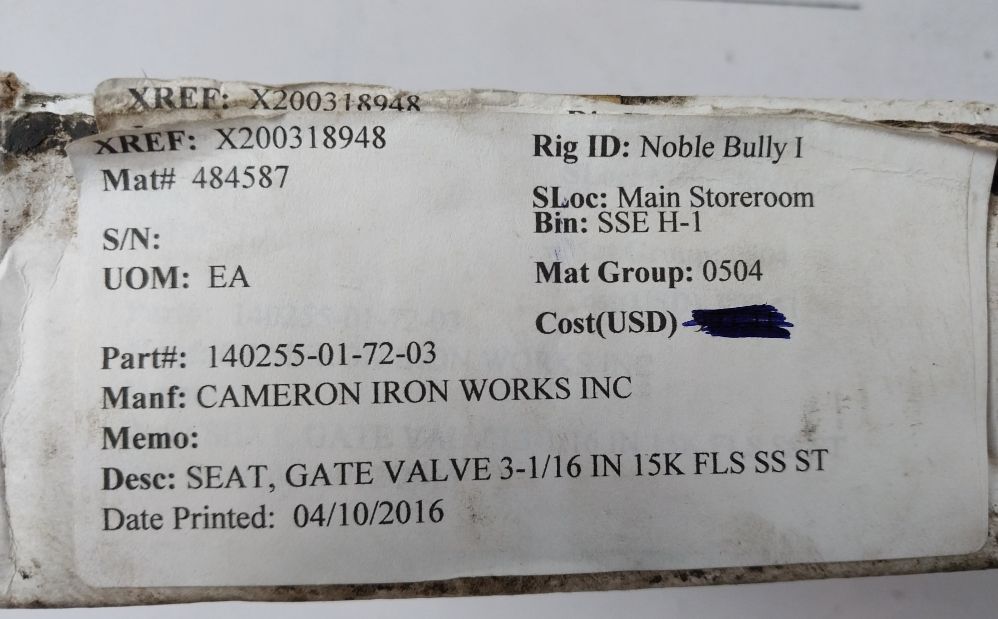 XREF: X200318948
XREF: X200318948
Rig ID: Noble Bully I
Mat# 484587
SLoc: Main Storeroom
Bin: SSE H-1
S/N:
UOM: EA
Mat Group: 0504
Cost(USD)
Part#: 140255-01-72-03
Manf: CAMERON IRON WORKS INC
Memo:
Desc: SEAT, GATE VALVE 3-1/16 IN 15K FLS SS ST
Date Printed: 04/10/2016